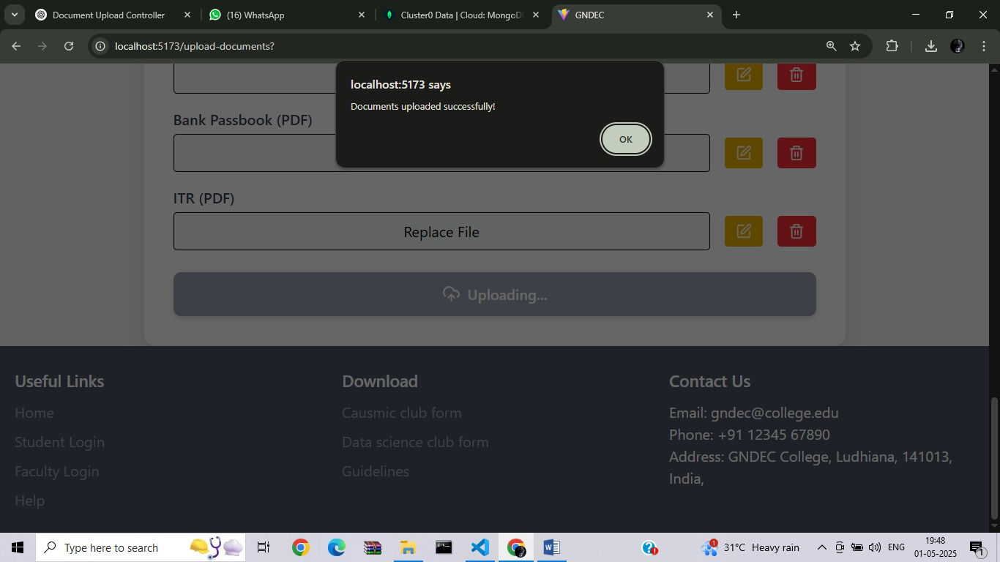 Document Upload Controller
(16) WhatsApp
Cluster0 Data | Cloud: MongoD
GNDEC
localhost:5173/upload-documents?
localhost:5173 says
Documents uploaded successfully!
OK
Bank Passbook (PDF)
ITR (PDF)
Replace File
Uploading...
Useful Links
Home
Student Login
Faculty Login
Help
Download
Causmic club form
Data science club form
Guidelines
Contact Us
Email: gndec@college.edu
Phone: +91 12345 67890
Address: GNDEC College, Ludhiana, 141013,
India,
Type here to search
1
31°C Heavy rain
ENG
19:48
01-05-2025
1